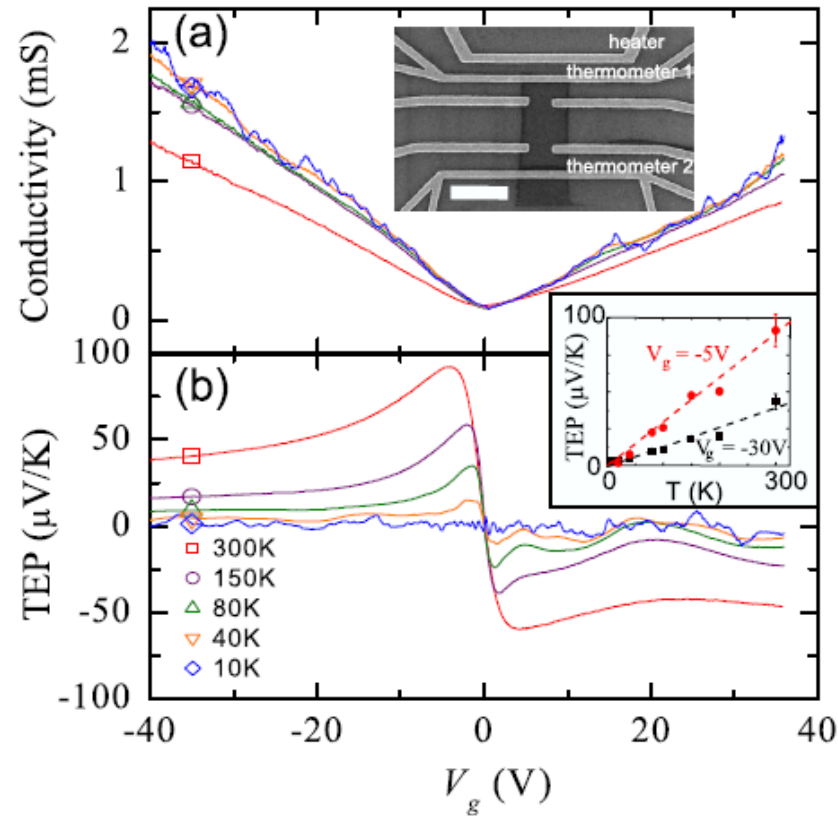 (a)
2
1
0
Conductivity (mS)
heater
thermometer 1
thermometer 2
(b)
100
50
0
-50
-100
TEP (μV/K)
300K
150K
80K
40K
10K
100
0
TEP (μV/K)
V_g = -5V
V_g = -30V
0 300
T (K)
-40 -20 0 20 40
V_g (V)